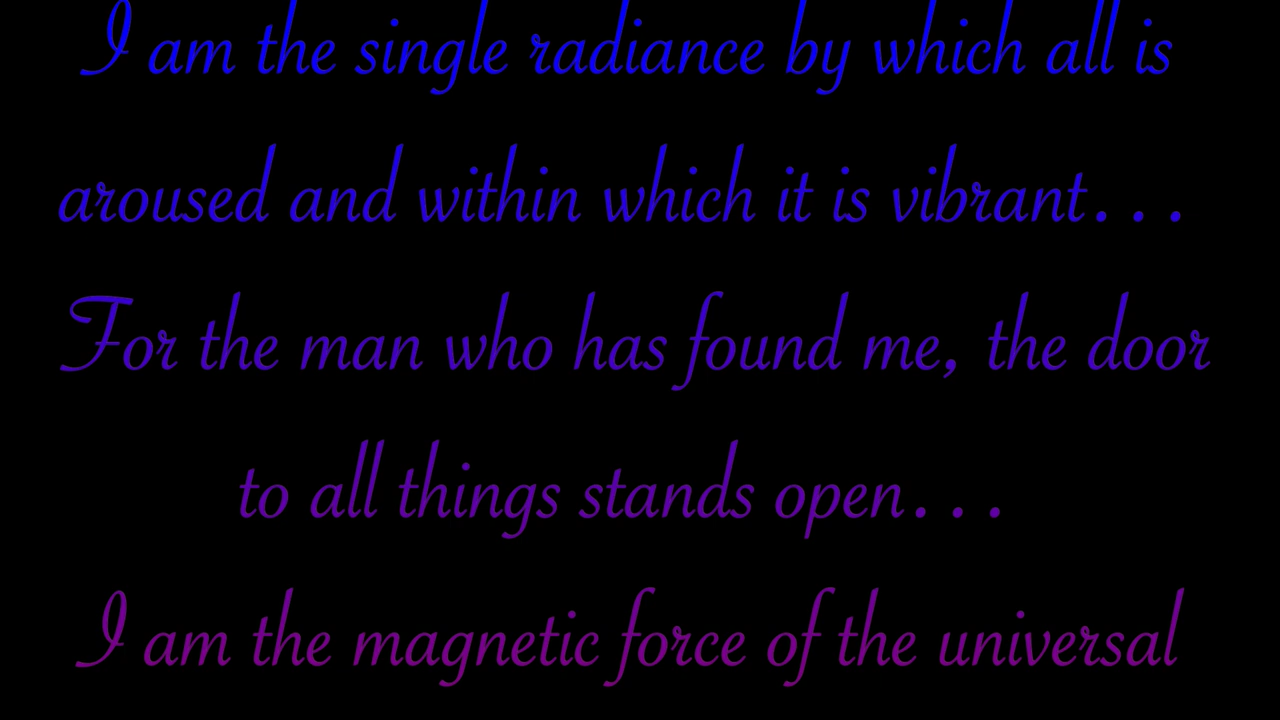 I am the single radiance by which all is
aroused and within which it is vibrant...
For the man who has found me, the door
to all things stands open...
I am the magnetic force of the universal